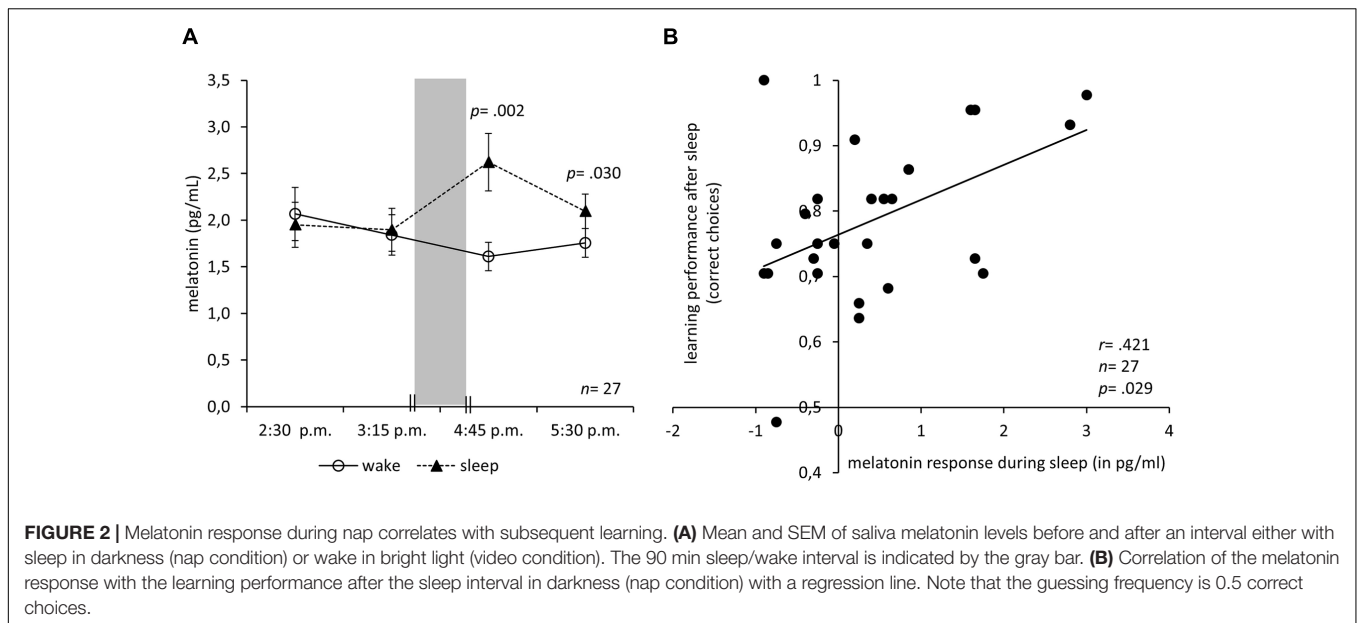 A
3,5
3,0
2,5
2,0
1,5
1,0
0,5
0,0
melatonin (pg/mL)
p= .002
p= .030
n= 27
2:30 p.m. 3:15 p.m. 4:45 p.m. 5:30 p.m.
wake sleep
B
1
0,9
0,8
0,7
0,6
0,5
0,4
learning performance after sleep
(correct choices)
r= .421
n= 27
p= .029
-2 -1 0 1 2 3 4
melatonin response during sleep (in pg/ml)
FIGURE 2 | Melatonin response during nap correlates with subsequent learning. (A) Mean and SEM of saliva melatonin levels before and after an interval either with
sleep in darkness (nap condition) or wake in bright light (video condition). The 90 min sleep/wake interval is indicated by the gray bar. (B) Correlation of the melatonin
response with the learning performance after the sleep interval in darkness (nap condition) with a regression line. Note that the guessing frequency is 0.5 correct
choices.